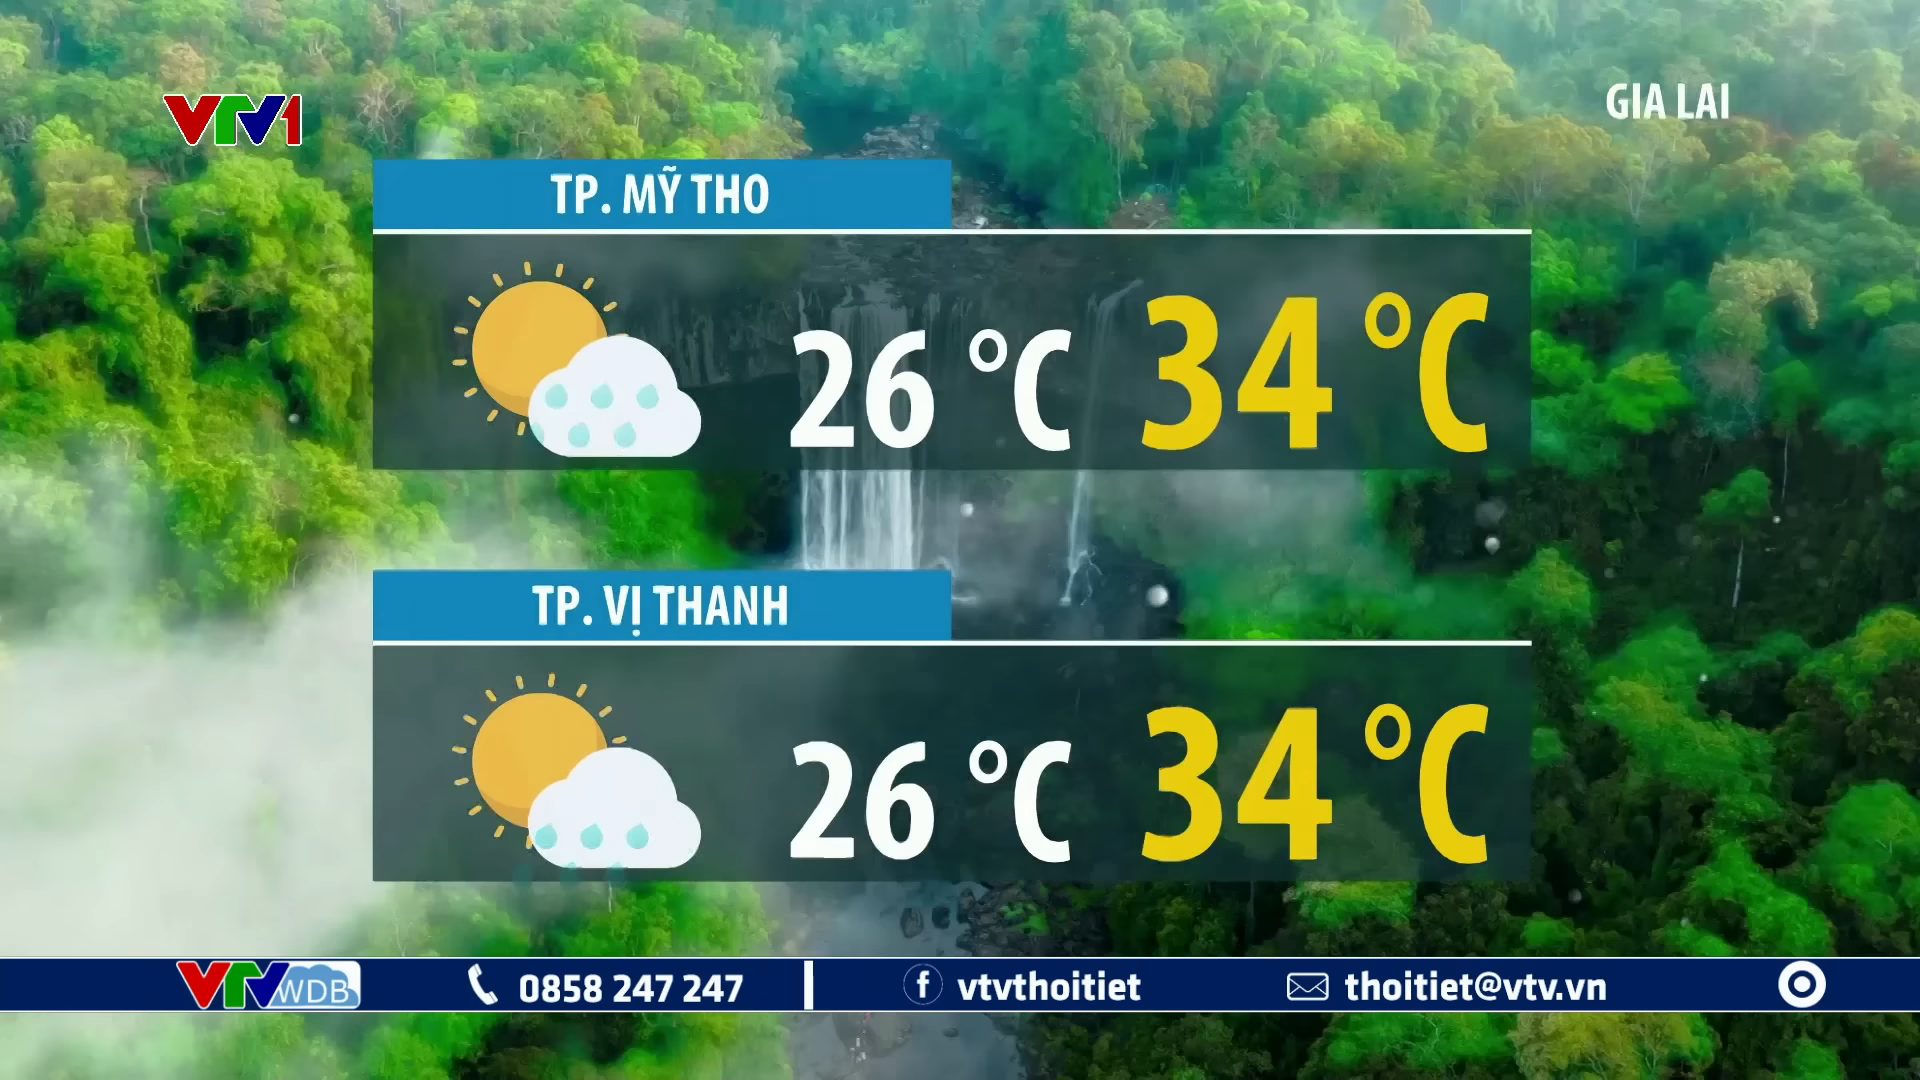 VTV1
GIA LAI
TP. MỸ THO
26 °C 34 °C
TP. VỊ THANH
26 °C 34 °C
VTV WDB 0858 247 247 vtvthoitiet thoitiet@vtv.vn